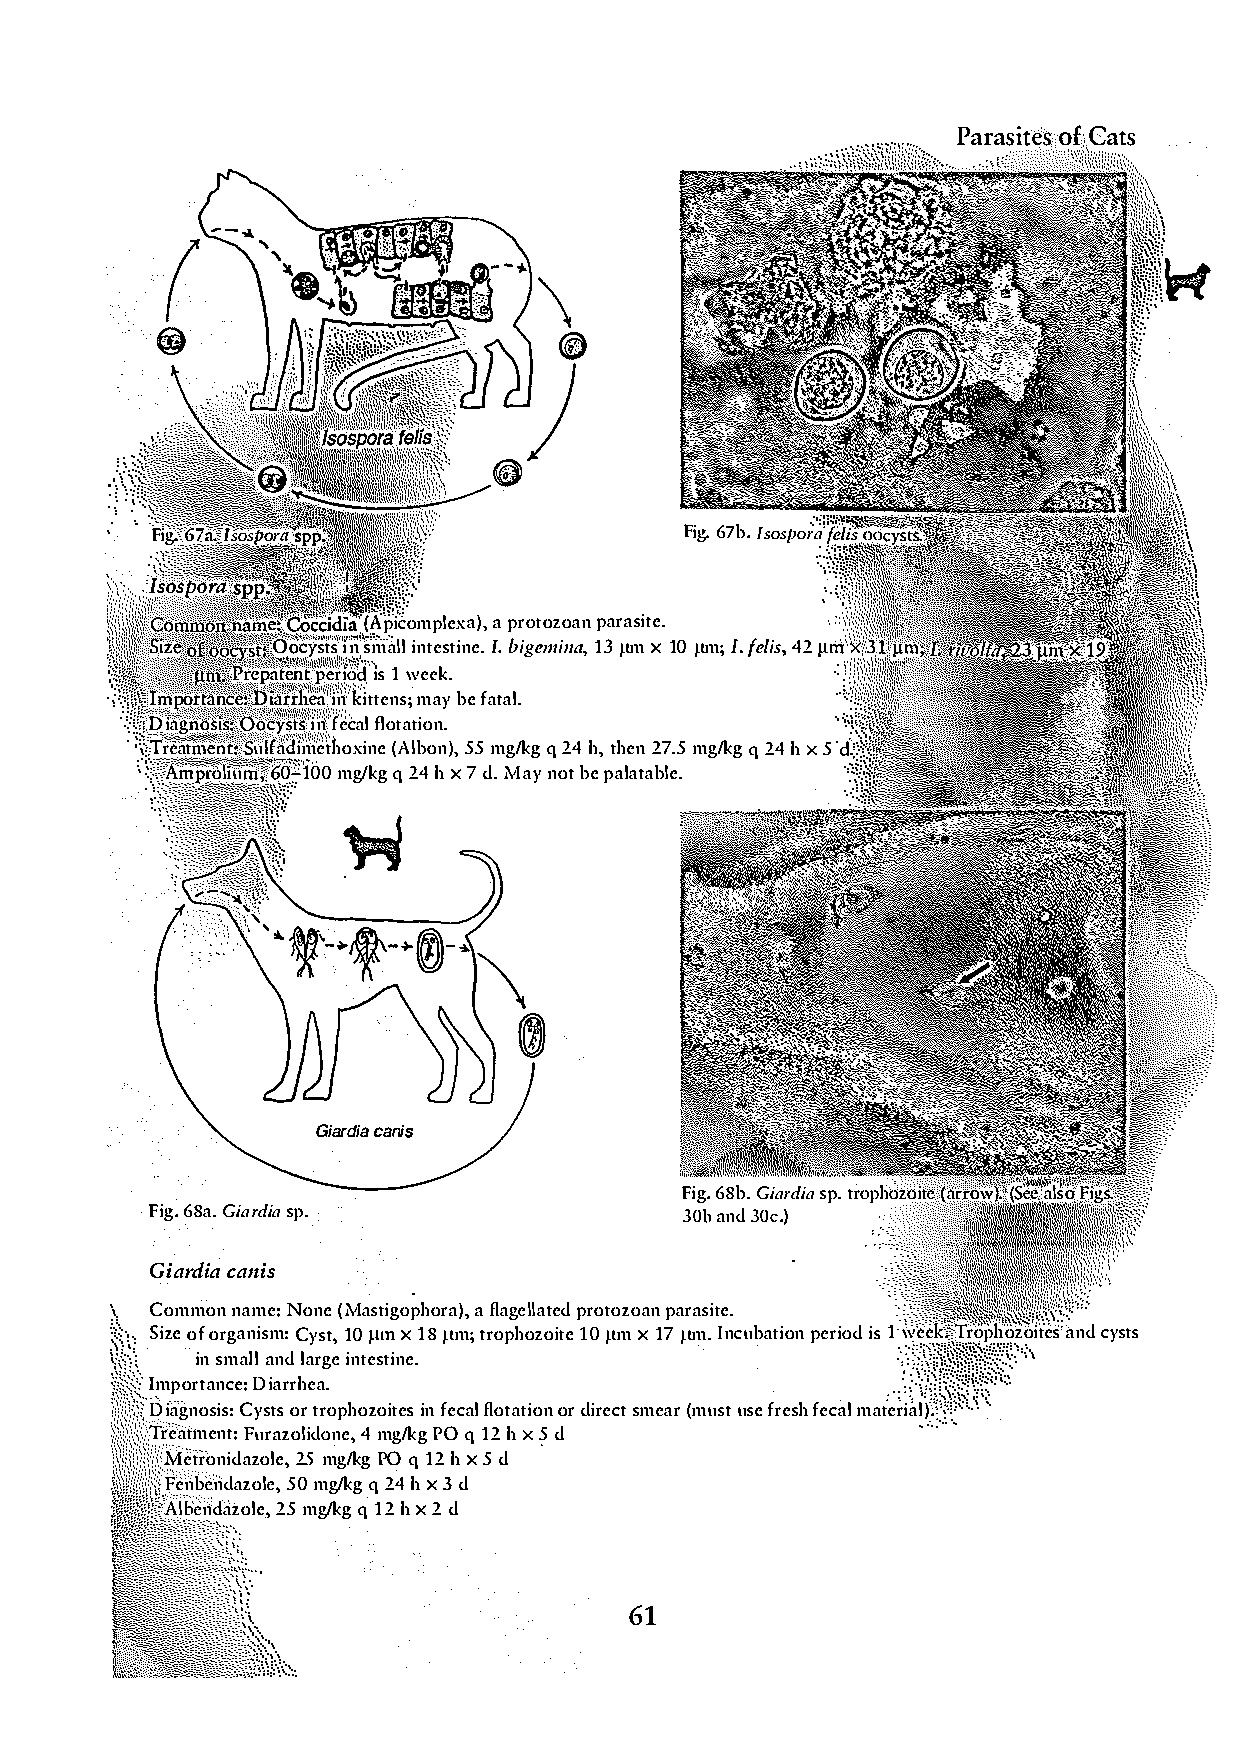 Parasites of Cats
Isospora felis
Fig. 67a. Isospora spp.
Fig. 67b. Isospora felis oocysts.
Isospora spp.
Common name: Coccidia (Apicomplexa), a protozoan parasite.
Size of oocyst: Oocysts in small intestine. I. bigemina, 13 µm × 10 µm; I. felis, 42 µm × 31 µm; I. rivolta, 23 µm × 19
µm. Prepatent period is 1 week.
Importance: Diarrhea in kittens; may be fatal.
Diagnosis: Oocysts in fecal flotation.
Treatment: Sulfadimethoxine (Albon), 55 mg/kg q 24 h, then 27.5 mg/kg q 24 h × 5 d.
Amprolium, 60–100 mg/kg q 24 h × 7 d. May not be palatable.
Giardia canis
Fig. 68a. Giardia sp.
Fig. 68b. Giardia sp. trophozoite (arrow). (See also Figs.
30b and 30c.)
Giardia canis
Common name: None (Mastigophora), a flagellated protozoan parasite.
Size of organism: Cyst, 10 µm × 18 µm; trophozoite 10 µm × 17 µm. Incubation period is 1 week. Trophozoites and cysts
in small and large intestine.
Importance: Diarrhea.
Diagnosis: Cysts or trophozoites in fecal flotation or direct smear (must use fresh fecal material).
Treatment: Furazolidone, 4 mg/kg PO q 12 h × 5 d
Metronidazole, 25 mg/kg PO q 12 h × 5 d
Fenbendazole, 50 mg/kg q 24 h × 3 d
Albendazole, 25 mg/kg q 12 h × 2 d
61